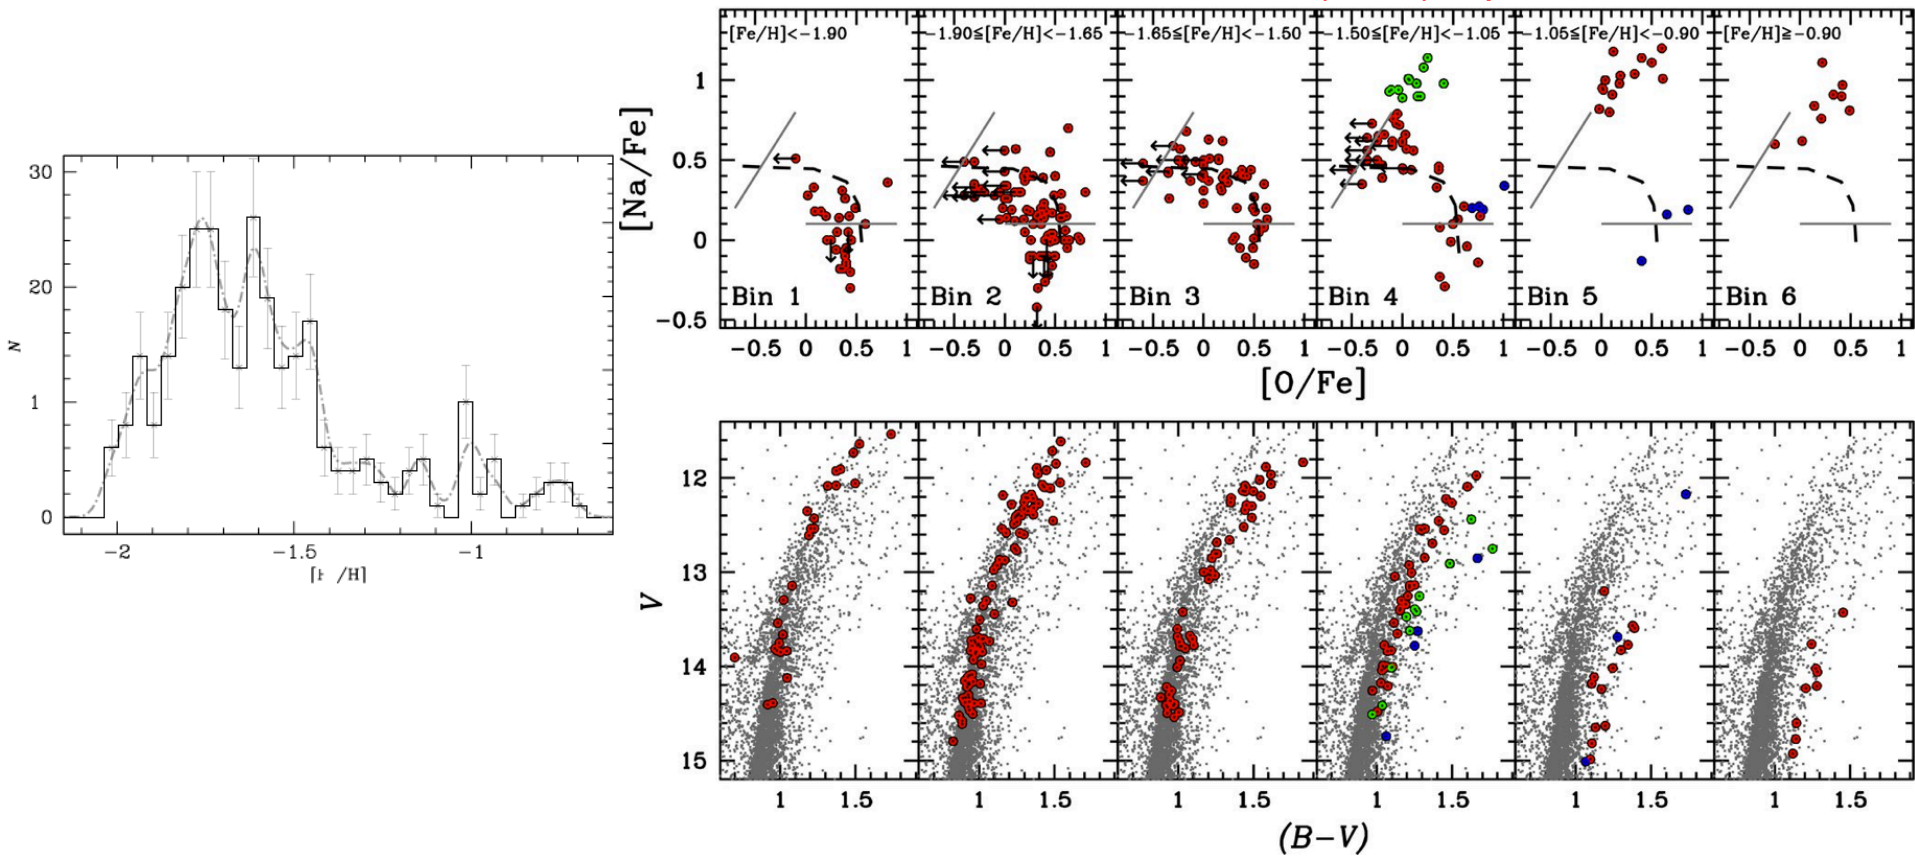 [Fe/H]<−1.90
−1.90≦[Fe/H]<−1.65
−1.65≦[Fe/H]<−1.50
−1.50≦[Fe/H]<−1.05
−1.05≦[Fe/H]<−0.90
[Fe/H]≧−0.90
1
0.5
0
−0.5
[Na/Fe]
Bin 1
Bin 2
Bin 3
Bin 4
Bin 5
Bin 6
−0.5 0 0.5 1
−0.5 0 0.5 1
−0.5 0 0.5 1
−0.5 0 0.5 1
−0.5 0 0.5 1
−0.5 0 0.5 1
[O/Fe]
30
20
1
0
N
−2 −1.5 −1
/H]
12
13
14
15
V
1 1.5
1 1.5
1 1.5
1 1.5
1 1.5
1 1.5
(B−V)